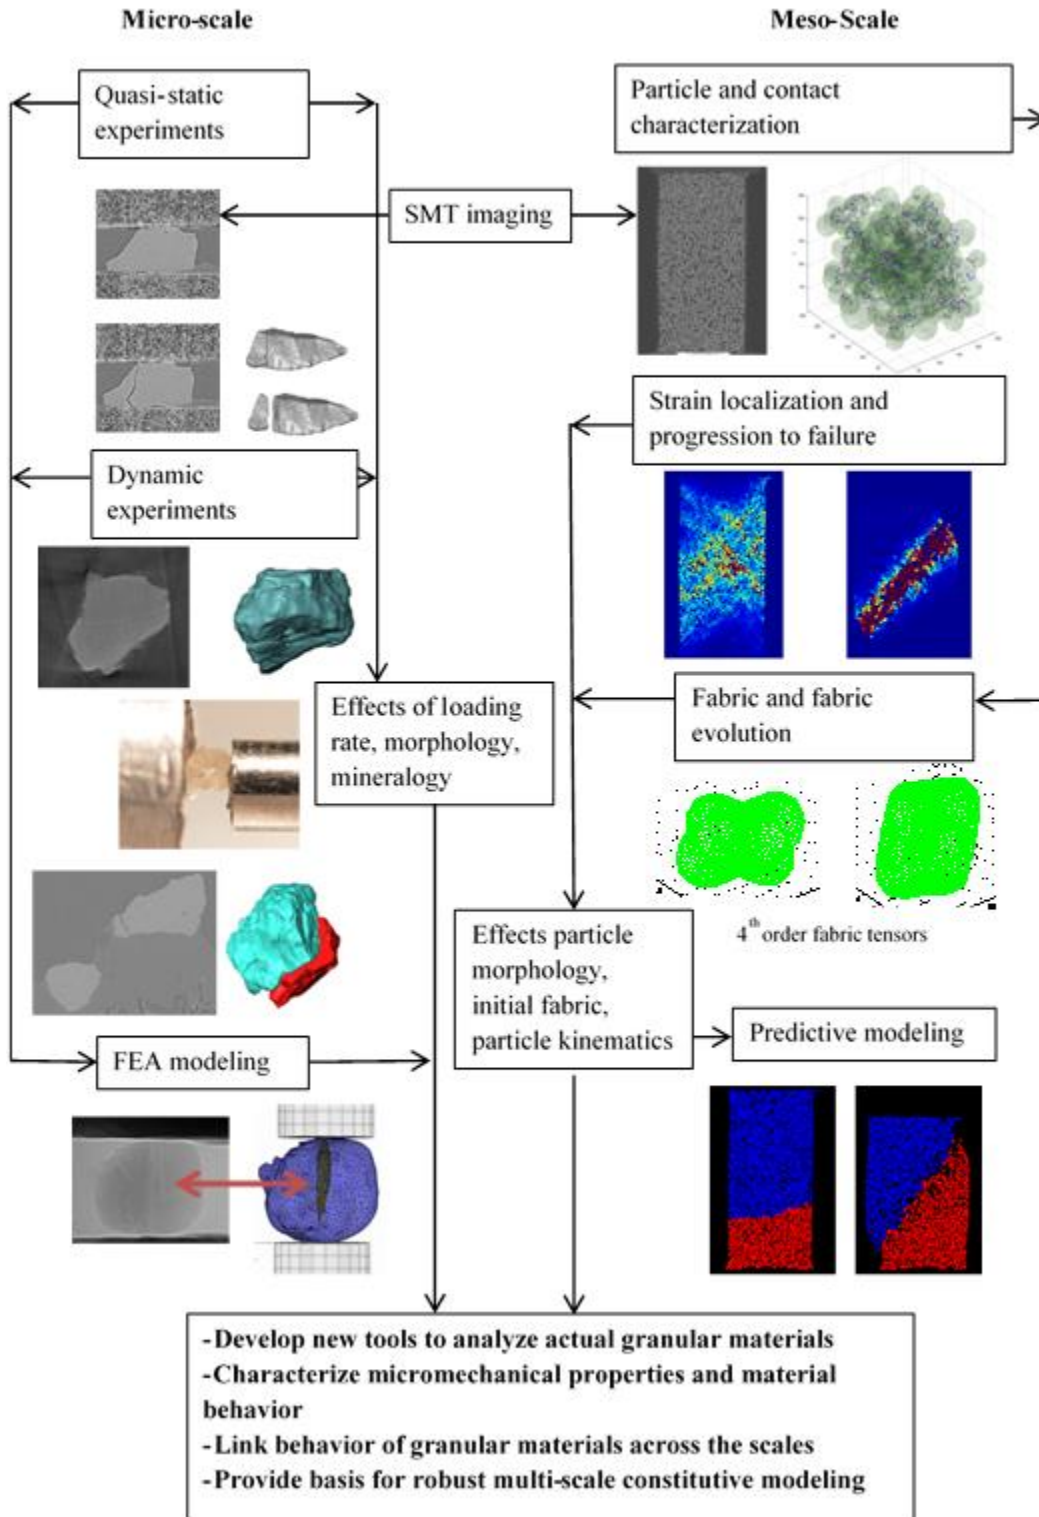 Micro-scale
Meso-Scale
Quasi-static
experiments
Particle and contact
characterization
SMT imaging
Strain localization and
progression to failure
Dynamic
experiments
Effects of loading
rate, morphology,
mineralogy
Fabric and fabric
evolution
4th order fabric tensors
Effects particle
morphology,
initial fabric,
particle kinematics
Predictive modeling
FEA modeling
-Develop new tools to analyze actual granular materials
-Characterize micromechanical properties and material
behavior
-Link behavior of granular materials across the scales
-Provide basis for robust multi-scale constitutive modeling